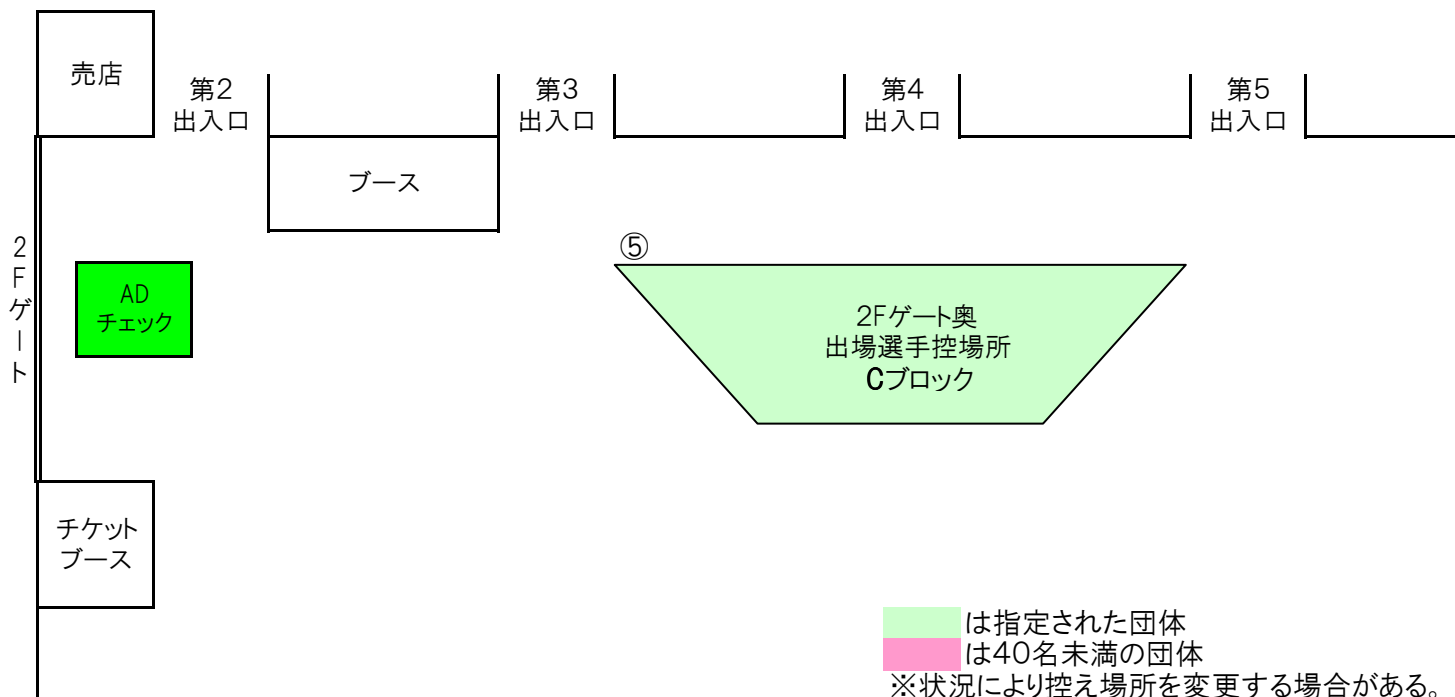 売店
第2
出入口
第3
出入口
第4
出入口
第5
出入口
ブース
2Fゲート
AD
チェック
⑤
2Fゲート奥
出場選手控場所
Cブロック
チケット
ブース
は指定された団体
は40名未満の団体
※状況により控え場所を変更する場合がある。